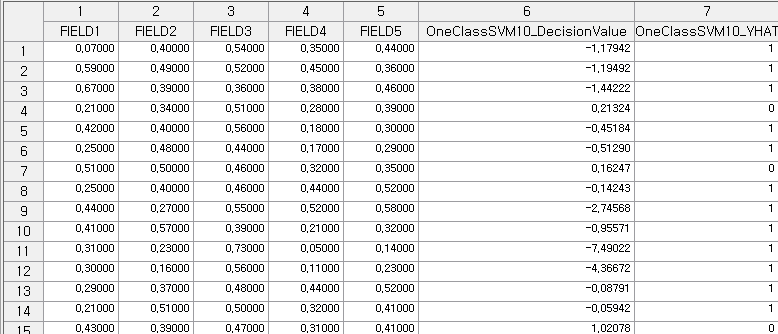 1 2 3 4 5 6 7
FIELD1 FIELD2 FIELD3 FIELD4 FIELD5 OneClassSVM10_DecisionValue OneClassSVM10_YHAT
1 0,07000 0,40000 0,54000 0,35000 0,44000 -1,17942 1
2 0,59000 0,49000 0,52000 0,45000 0,36000 -1,19492 1
3 0,67000 0,39000 0,36000 0,38000 0,46000 -1,44222 1
4 0,21000 0,34000 0,51000 0,28000 0,39000 0,21324 0
5 0,42000 0,40000 0,56000 0,18000 0,30000 -0,45184 1
6 0,25000 0,48000 0,44000 0,17000 0,29000 -0,51290 1
7 0,51000 0,50000 0,46000 0,32000 0,35000 0,16247 0
8 0,25000 0,40000 0,46000 0,44000 0,52000 -0,14243 1
9 0,44000 0,27000 0,55000 0,52000 0,58000 -2,74568 1
10 0,41000 0,57000 0,39000 0,21000 0,32000 -0,95571 1
11 0,31000 0,23000 0,73000 0,05000 0,14000 -7,49022 1
12 0,30000 0,16000 0,56000 0,11000 0,23000 -4,36672 1
13 0,29000 0,37000 0,48000 0,44000 0,52000 -0,08791 1
14 0,21000 0,51000 0,50000 0,32000 0,41000 -0,05942 1
15 0,43000 0,39000 0,47000 0,31000 0,41000 1,02078 0